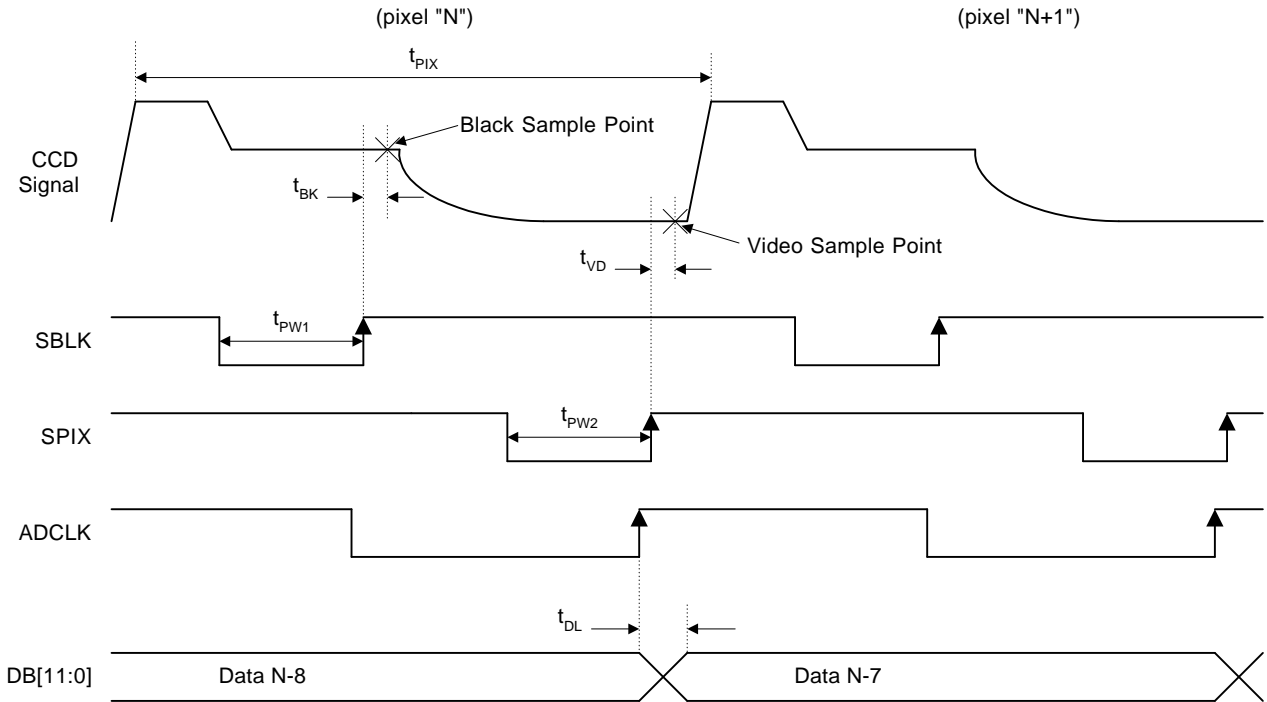 (pixel "N") (pixel "N+1")
tPIX
Black Sample Point
CCD
Signal
tBK
Video Sample Point
tVD
tPW1
SBLK
tPW2
SPIX
ADCLK
tDL
DB[11:0] Data N-8 Data N-7